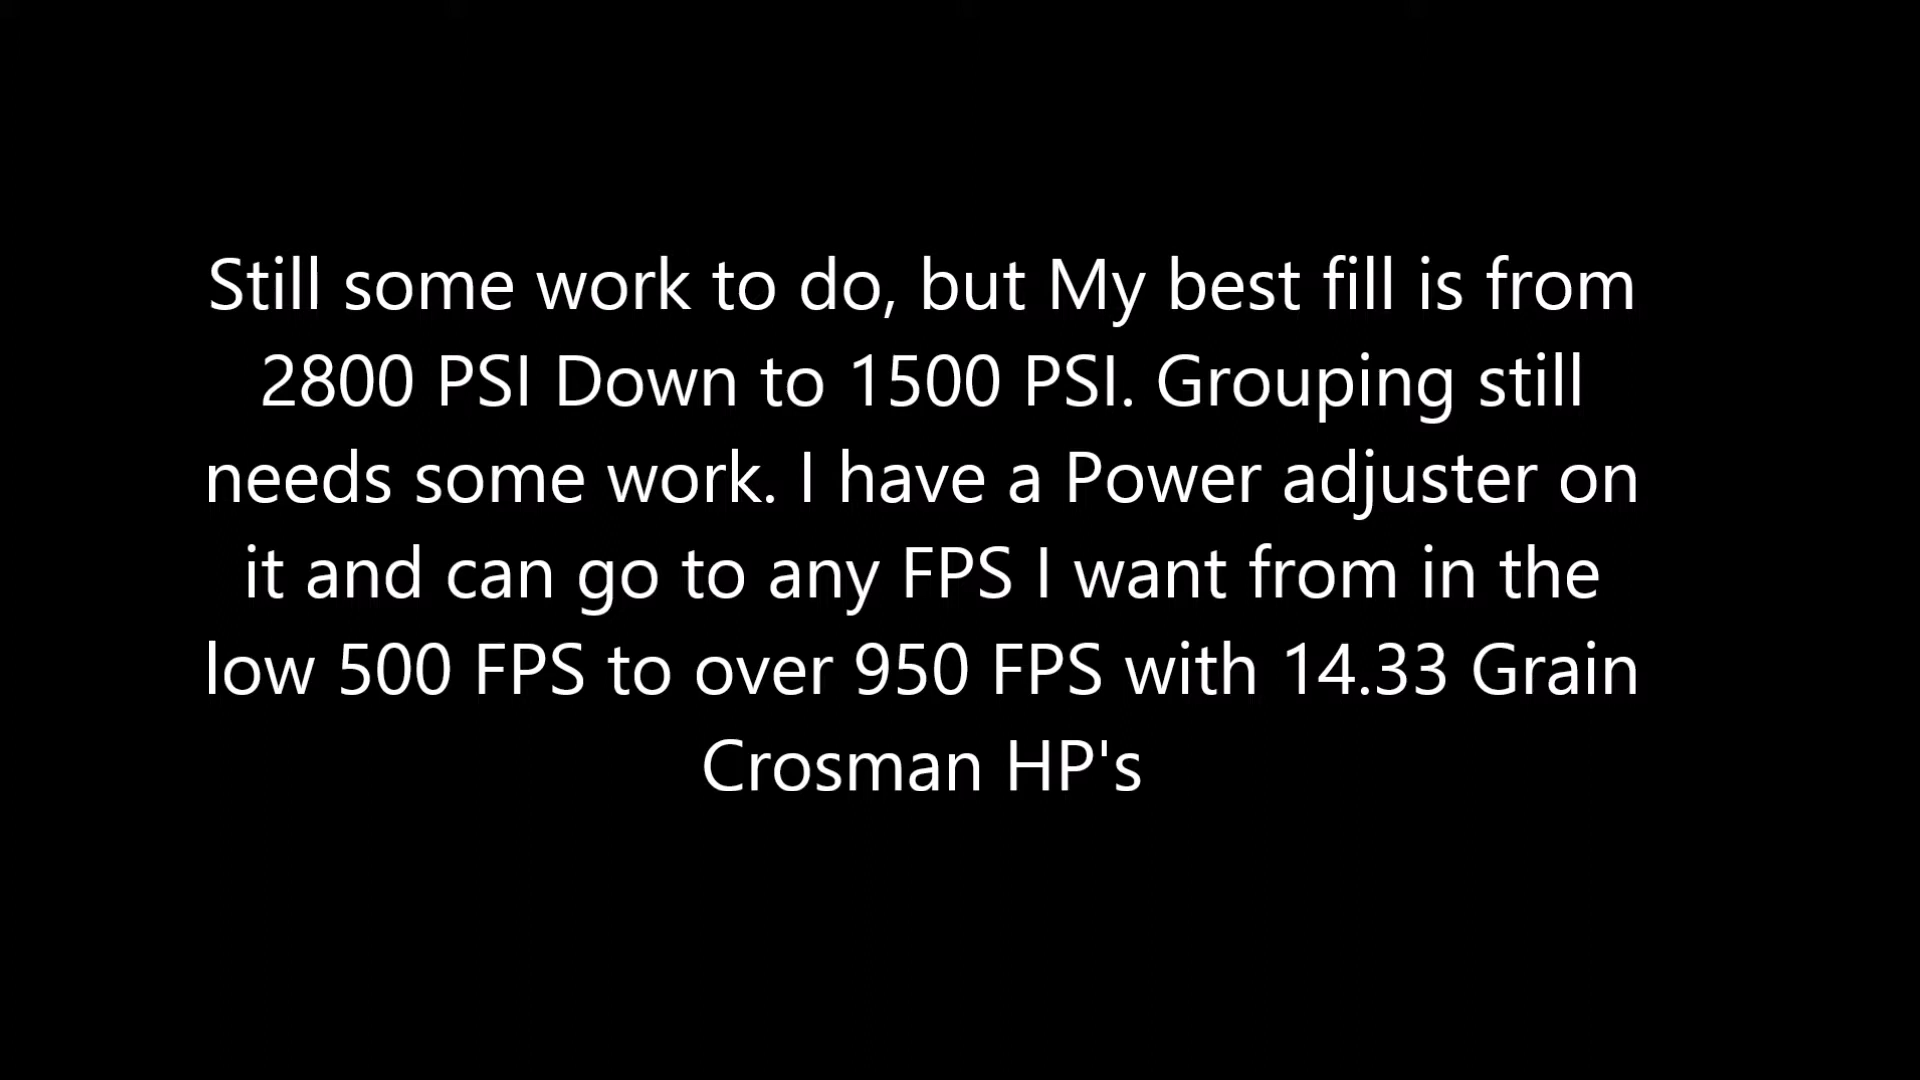 Still some work to do, but My best fill is from
2800 PSI Down to 1500 PSI. Grouping still
needs some work. I have a Power adjuster on
it and can go to any FPS I want from in the
low 500 FPS to over 950 FPS with 14.33 Grain
Crosman HP's